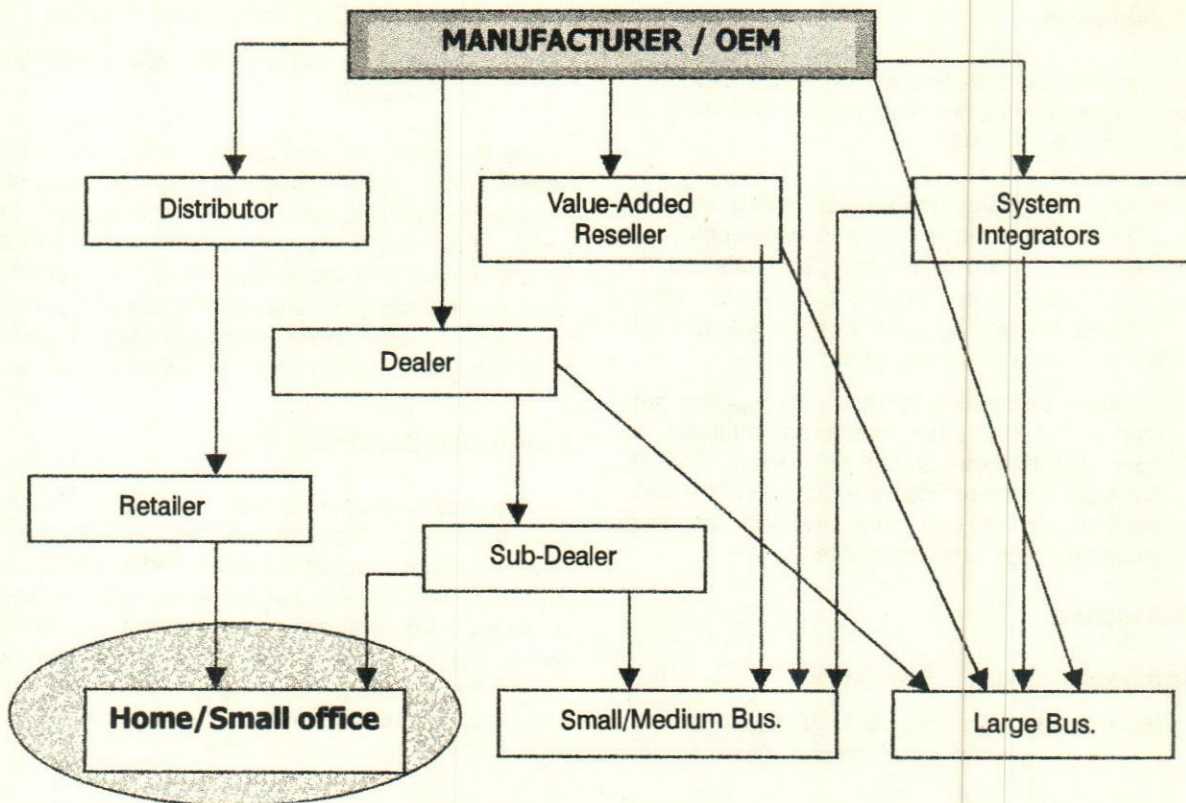 MANUFACTURER / OEM
Distributor
Value-Added
Reseller
System
Integrators
Dealer
Retailer
Sub-Dealer
Home/Small office
Small/Medium Bus.
Large Bus.